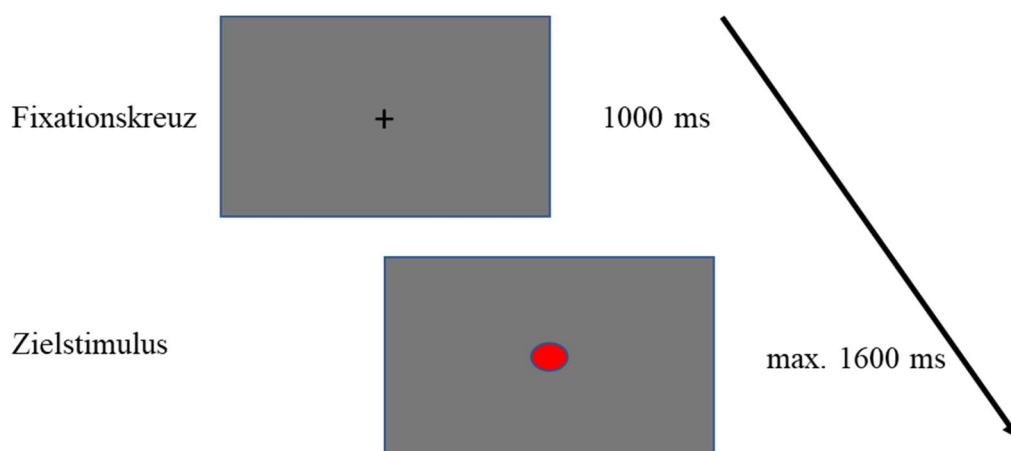 Fixationskreuz
+
1000 ms
Zielstimulus
max. 1600 ms